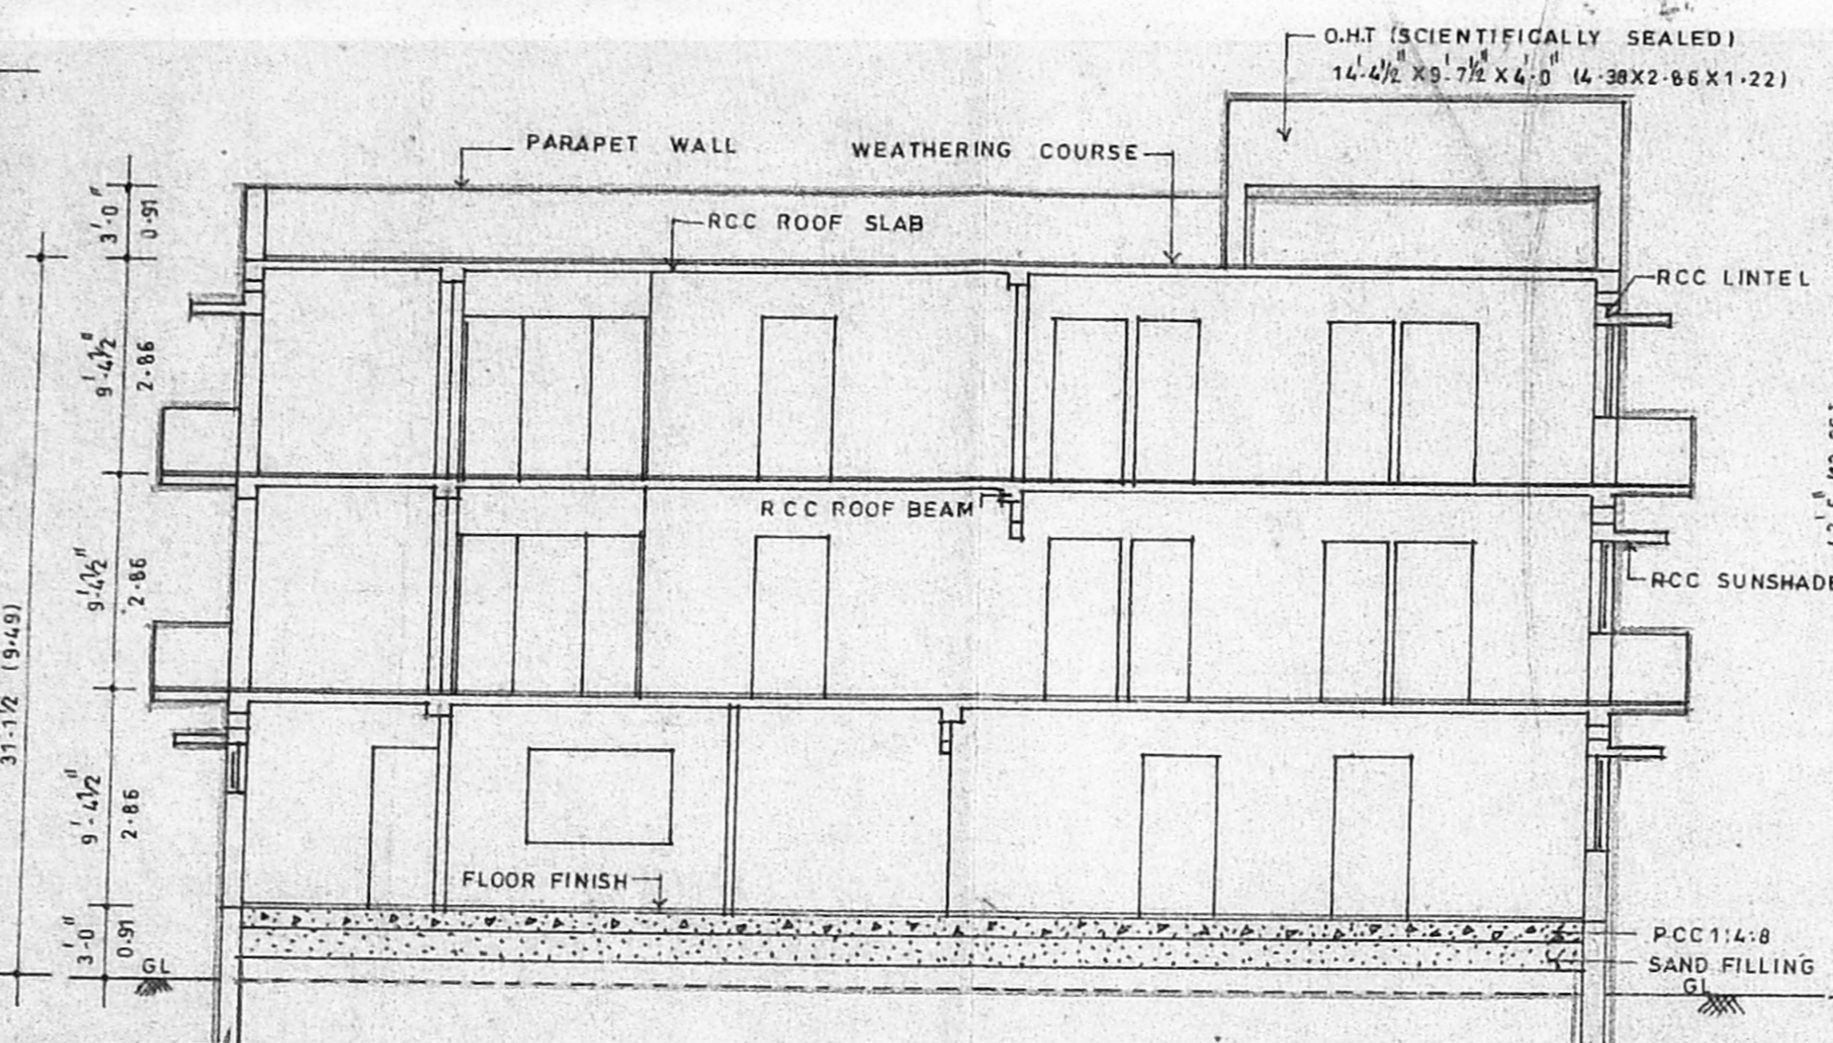 O.H.T (SCIENTIFICALLY SEALED)
14'-4½" X 9'-7½" X 4'-0" (4.38X2.86X1.22)
PARAPET WALL
WEATHERING COURSE
RCC ROOF SLAB
3'-0"
0.91
RCC LINTEL
9'-4½"
2.86
RCC ROOF BEAM
9'-4½"
2.86
RCC SUNSHADE
31-1½ (9.49)
9'-4½"
2.86
FLOOR FINISH
3'-0"
0.91
PCC 1:4:8
SAND FILLING
GL
GL